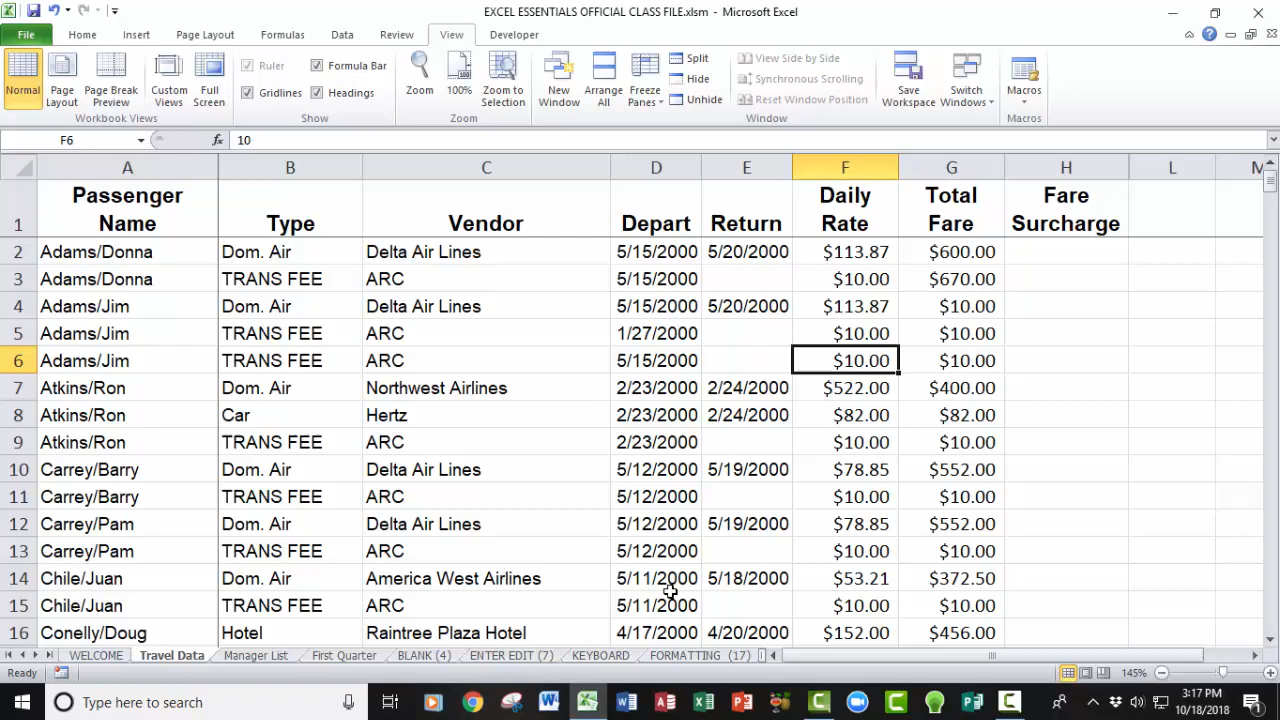 EXCEL ESSENTIALS OFFICIAL CLASS FILE.xlsm - Microsoft Excel
File Home Insert Page Layout Formulas Data Review View Developer
Normal Page Layout Page Break Preview Custom Views Full Screen
Ruler Formula Bar
Gridlines Headings
Zoom 100% Zoom to Selection
New Window Arrange All Freeze Panes
Split
Hide
Unhide
View Side by Side
Synchronous Scrolling
Reset Window Position
Save Workspace Switch Windows Macros
Workbook Views Show Zoom Window Macros
F6 fx 10
A B C D E F G H L M
1 Passenger Name Type Vendor Depart Return Daily Rate Total Fare Fare Surcharge
2 Adams/Donna Dom. Air Delta Air Lines 5/15/2000 5/20/2000 $113.87 $600.00
3 Adams/Donna TRANS FEE ARC 5/15/2000 $10.00 $670.00
4 Adams/Jim Dom. Air Delta Air Lines 5/15/2000 5/20/2000 $113.87 $10.00
5 Adams/Jim TRANS FEE ARC 1/27/2000 $10.00 $10.00
6 Adams/Jim TRANS FEE ARC 5/15/2000 $10.00 $10.00
7 Atkins/Ron Dom. Air Northwest Airlines 2/23/2000 2/24/2000 $522.00 $400.00
8 Atkins/Ron Car Hertz 2/23/2000 2/24/2000 $82.00 $82.00
9 Atkins/Ron TRANS FEE ARC 2/23/2000 $10.00 $10.00
10 Carrey/Barry Dom. Air Delta Air Lines 5/12/2000 5/19/2000 $78.85 $552.00
11 Carrey/Barry TRANS FEE ARC 5/12/2000 $10.00 $10.00
12 Carrey/Pam Dom. Air Delta Air Lines 5/12/2000 5/19/2000 $78.85 $552.00
13 Carrey/Pam TRANS FEE ARC 5/12/2000 $10.00 $10.00
14 Chile/Juan Dom. Air America West Airlines 5/11/2000 5/18/2000 $53.21 $372.50
15 Chile/Juan TRANS FEE ARC 5/11/2000 $10.00 $10.00
16 Conelly/Doug Hotel Raintree Plaza Hotel 4/17/2000 4/20/2000 $152.00 $456.00
WELCOME Travel Data Manager List First Quarter BLANK (4) ENTER EDIT (7) KEYBOARD FORMATTING (17)
Ready 145%
Type here to search 3:17 PM
10/18/2018